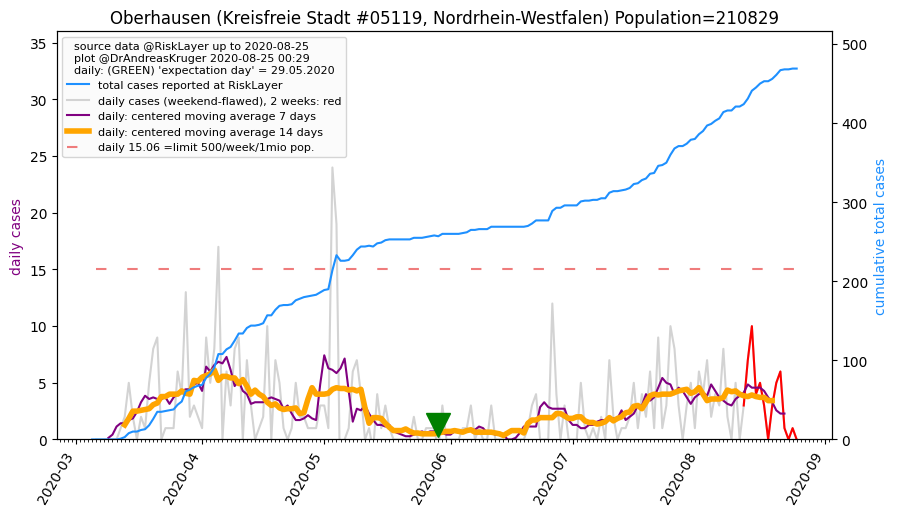 Oberhausen (Kreisfreie Stadt #05119, Nordrhein-Westfalen) Population=210829
source data @RiskLayer up to 2020-08-25
plot @DrAndreasKruger 2020-08-25 00:29
daily: (GREEN) 'expectation day' = 29.05.2020
total cases reported at RiskLayer
daily cases (weekend-flawed), 2 weeks: red
daily: centered moving average 7 days
daily: centered moving average 14 days
daily 15.06 =limit 500/week/1mio pop.
daily cases
35
30
25
20
15
10
5
0
cumulative total cases
500
400
300
200
100
0
2020-03
2020-04
2020-05
2020-06
2020-07
2020-08
2020-09